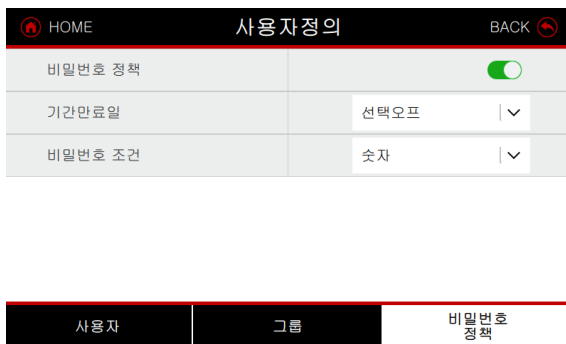 HOME 사용자정의 BACK
비밀번호 정책
기간만료일 선택오프
비밀번호 조건 숫자
사용자 그룹 비밀번호
정책